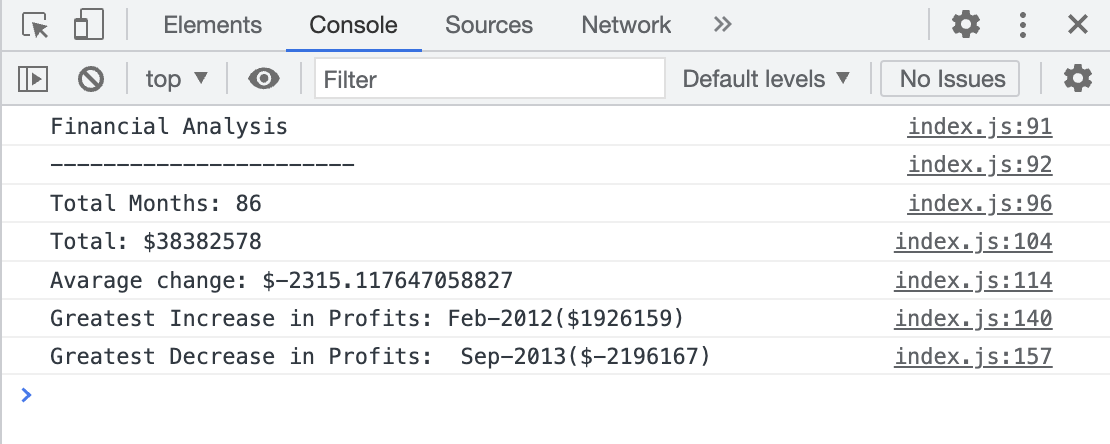 Elements Console Sources Network
top Filter Default levels No Issues
Financial Analysis index.js:91
----------------------- index.js:92
Total Months: 86 index.js:96
Total: $38382578 index.js:104
Avarage change: $-2315.117647058827 index.js:114
Greatest Increase in Profits: Feb-2012($1926159) index.js:140
Greatest Decrease in Profits:  Sep-2013($-2196167) index.js:157